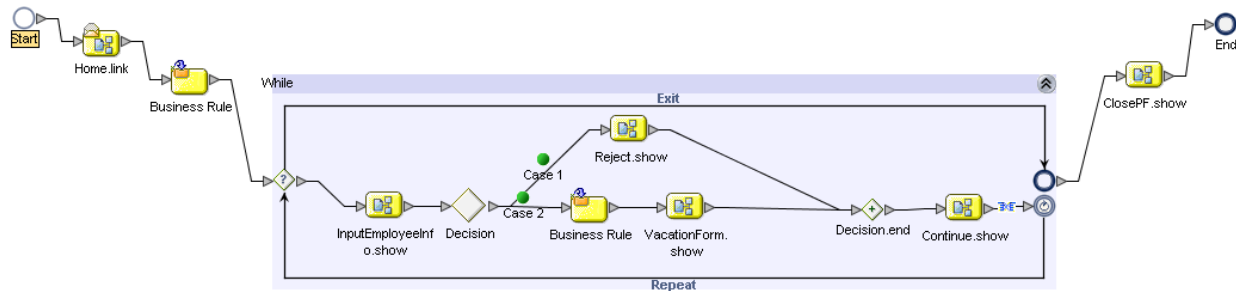 Start
Home.link
Business Rule
While
Exit
Case 1
Reject.show
Case 2
InputEmployeeInf
o.show
Decision
Business Rule
VacationForm.
show
Decision.end
Continue.show
Repeat
ClosePF.show
End